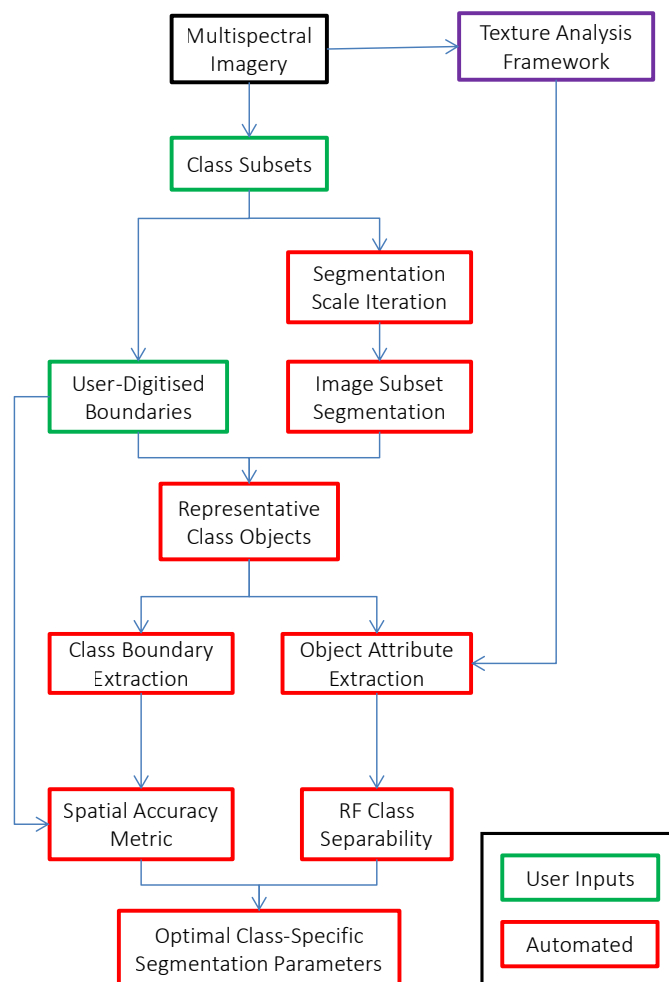 Multispectral
Imagery
Texture Analysis
Framework
Class Subsets
Segmentation
Scale Iteration
User-Digitised
Boundaries
Image Subset
Segmentation
Representative
Class Objects
Class Boundary
Extraction
Object Attribute
Extraction
Spatial Accuracy
Metric
RF Class
Separability
User Inputs
Automated
Optimal Class-Specific
Segmentation Parameters